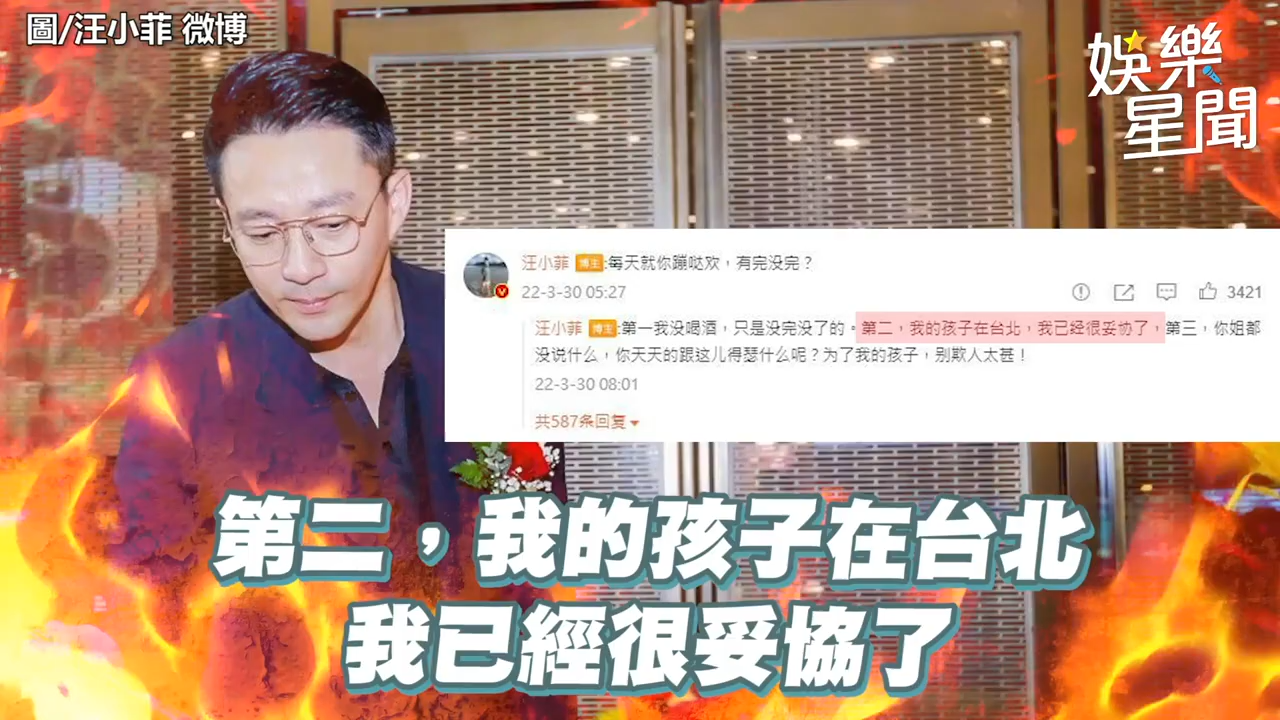 圖/汪小菲 微博
娛樂
星聞
汪小菲 博主:每天就你蹦哒欢，有完没完？
22-3-30 05:27
3421
汪小菲 博主:第一我没喝酒，只是没完没了的。第二，我的孩子在台北，我已经很妥协了，第三，你姐都
没说什么，你天天的跟这儿得瑟什么呢？为了我的孩子，别欺人太甚！
22-3-30 08:01
共587条回复
第二，我的孩子在台北
我已經很妥協了